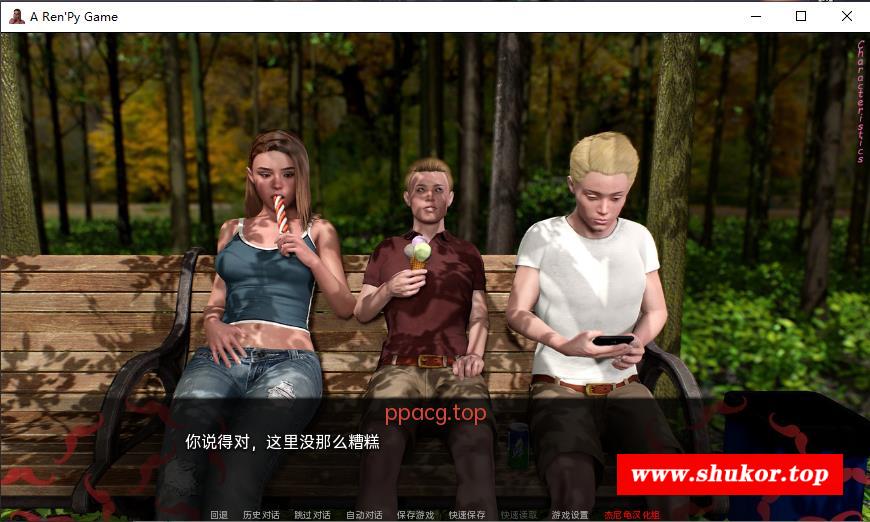 A Ren'Py Game
Characteristics
ppacg.top
你说得对，这里没那么糟糕
www.shukor.top
回退 历史对话 跳过对话 自动对话 保存游戏 快速保存 快速读取 游戏设置 杰尼龟汉化组